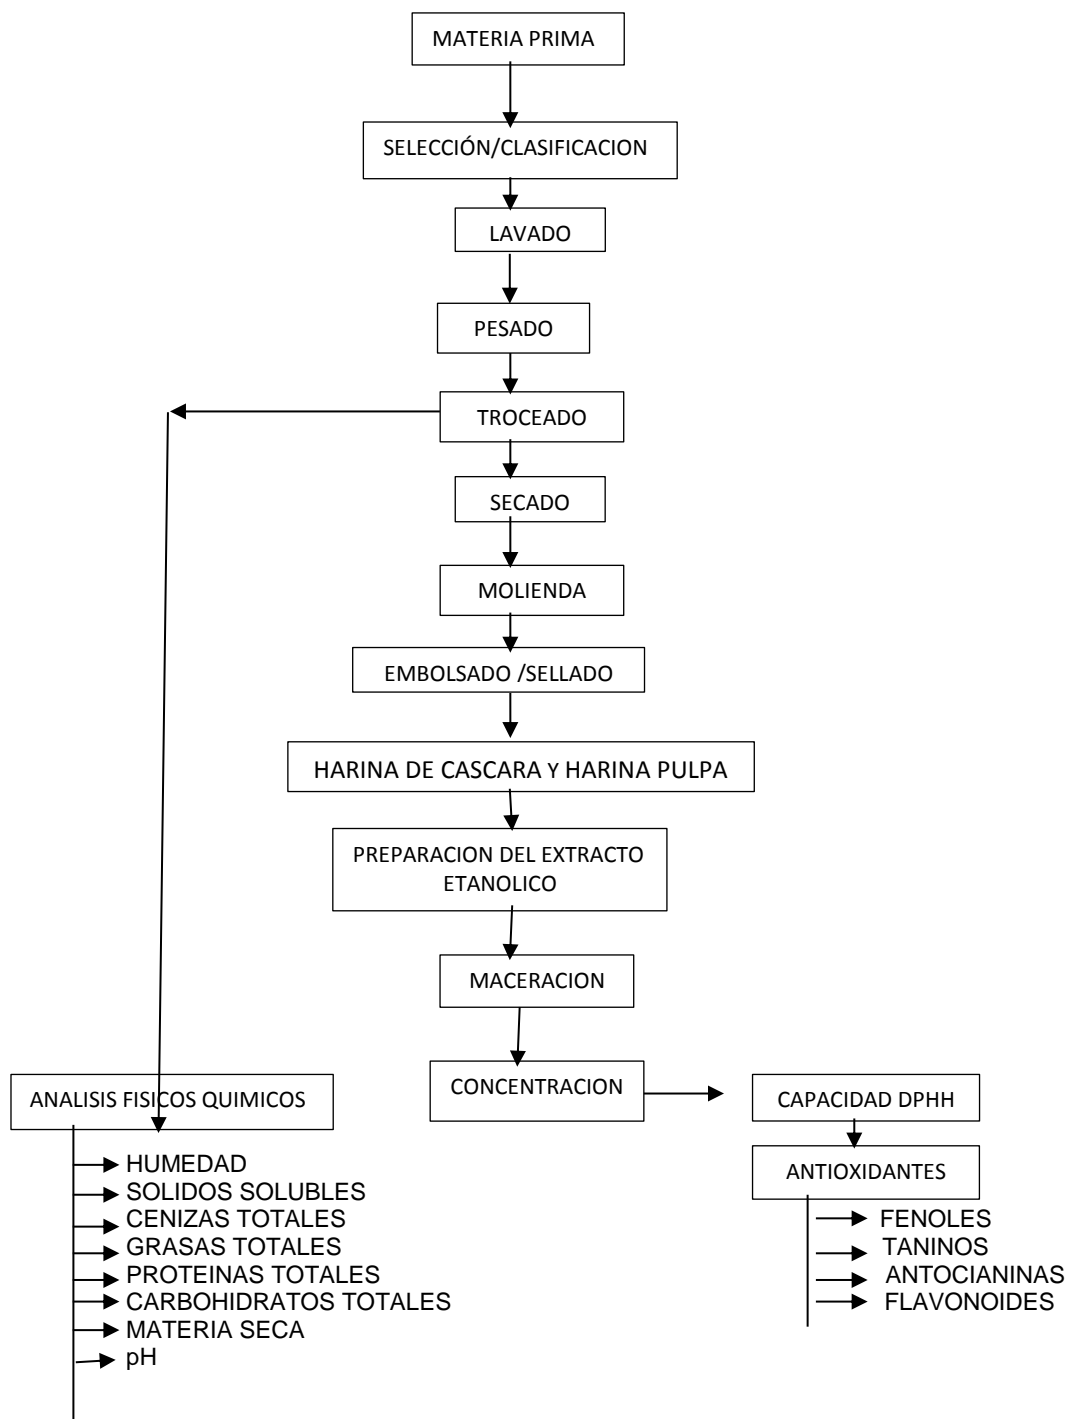 MATERIA PRIMA
SELECCIÓN/CLASIFICACION
LAVADO
PESADO
TROCEADO
SECADO
MOLIENDA
EMBOLSADO /SELLADO
HARINA DE CASCARA Y HARINA PULPA
PREPARACION DEL EXTRACTO
ETANOLICO
MACERACION
CONCENTRACION
ANALISIS FISICOS QUIMICOS
HUMEDAD
SOLIDOS SOLUBLES
CENIZAS TOTALES
GRASAS TOTALES
PROTEINAS TOTALES
CARBOHIDRATOS TOTALES
MATERIA SECA
pH
CAPACIDAD DPHH
ANTIOXIDANTES
FENOLES
TANINOS
ANTOCIANINAS
FLAVONOIDES